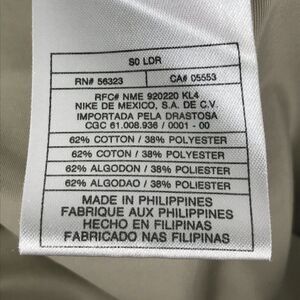 S0 LDR
RN# 56323 CA# 05553
RFC# NME 920220 KL4
NIKE DE MEXICO, S.A. DE C.V.
IMPORTADA PELA DRASTOSA
CGC 61.008.936 / 0001 - 00
62% COTTON / 38% POLYESTER
62% COTON / 38% POLYESTER
62% ALGODON / 38% POLIESTER
62% ALGODAO / 38% POLIESTER
MADE IN PHILIPPINES
FABRIQUE AUX PHILIPPINES
HECHO EN FILIPINAS
FABRICADO NAS FILIPINAS